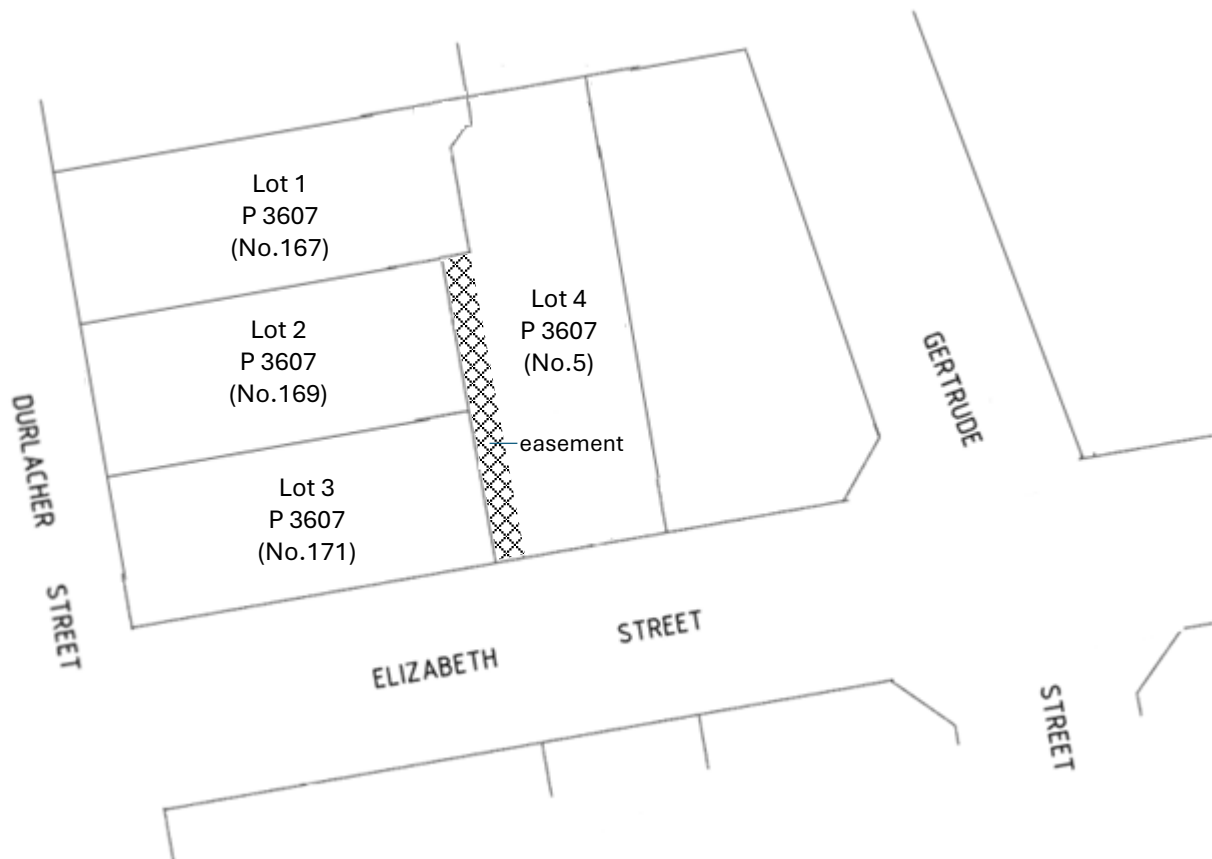 Lot 1
P 3607
(No.167)
Lot 2
P 3607
(No.169)
Lot 3
P 3607
(No.171)
Lot 4
P 3607
(No.5)
easement
DURLACHER
STREET
ELIZABETH
STREET
GERTRUDE
STREET